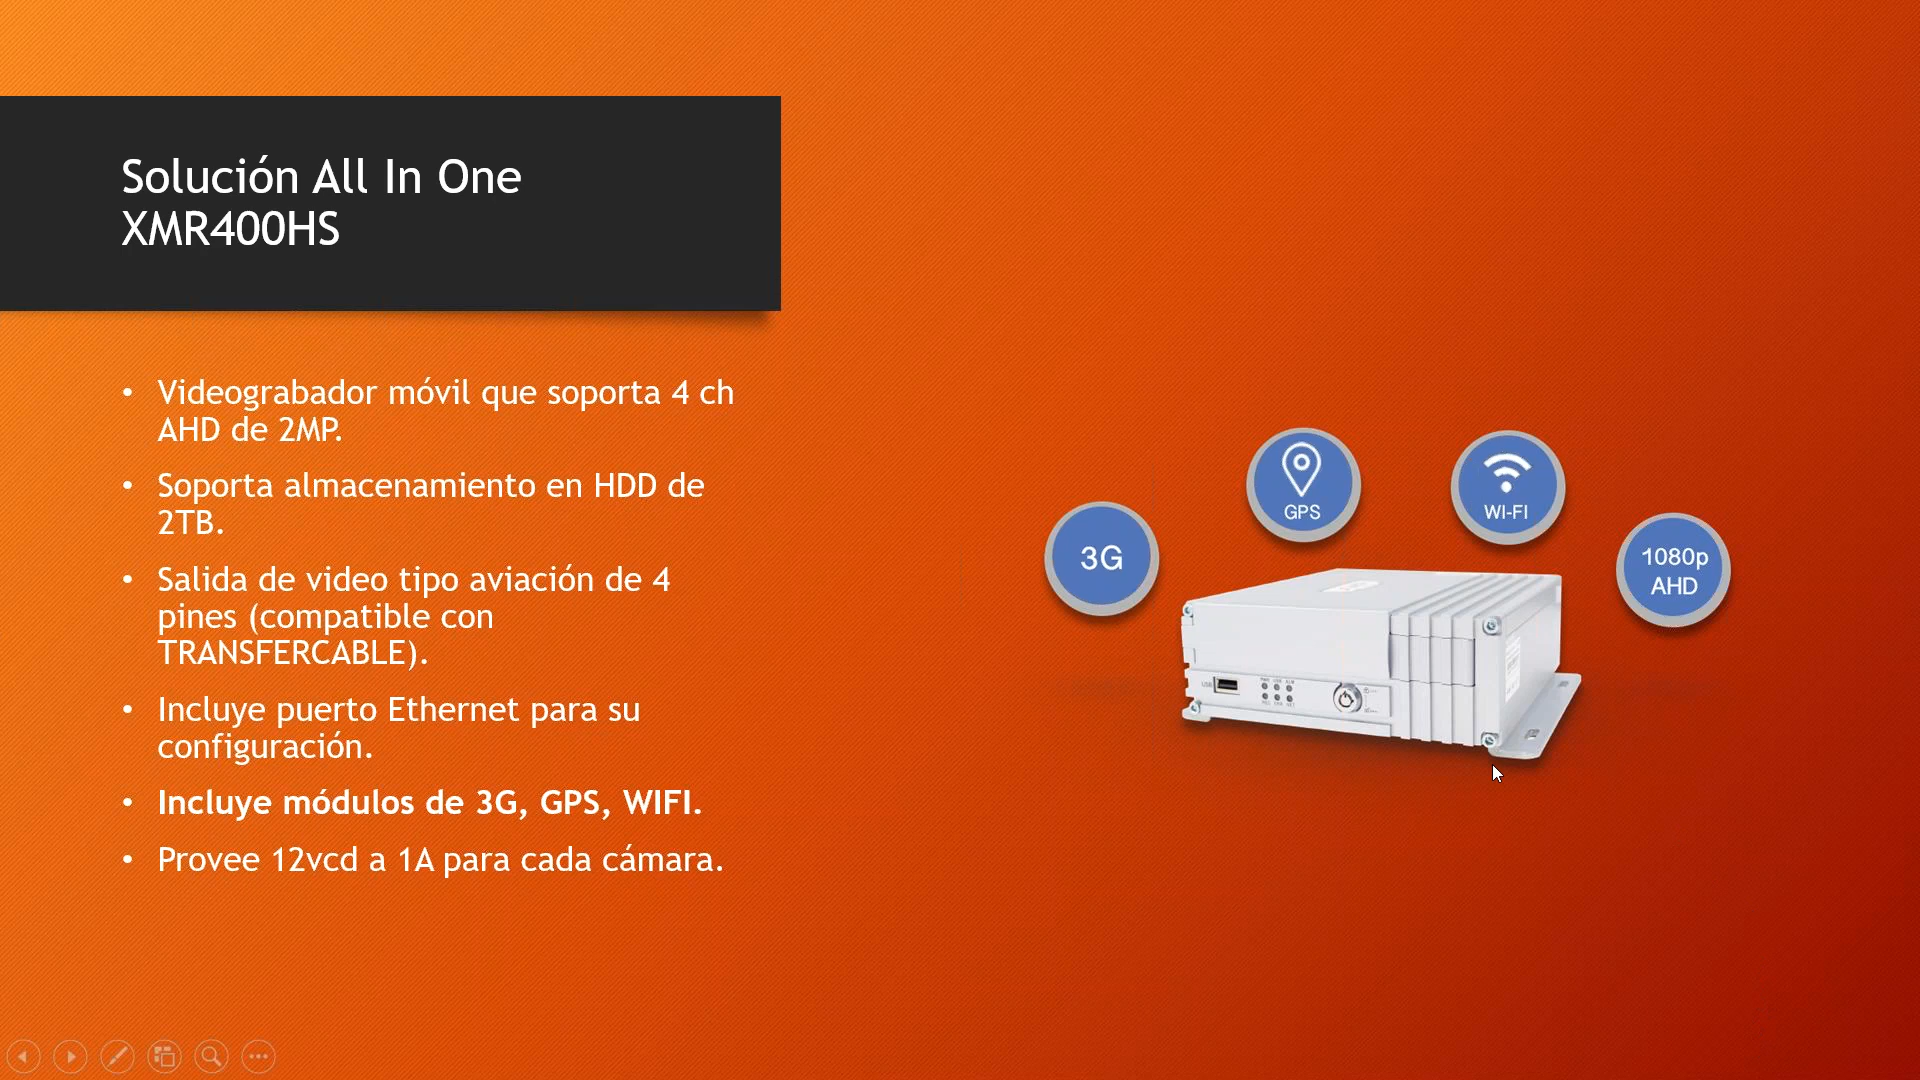 Solución All In One
XMR400HS
• Videograbador móvil que soporta 4 ch
AHD de 2MP.
• Soporta almacenamiento en HDD de
2TB.
• Salida de video tipo aviación de 4
pines (compatible con
TRANSFERCABLE).
• Incluye puerto Ethernet para su
configuración.
• Incluye módulos de 3G, GPS, WIFI.
• Provee 12vcd a 1A para cada cámara.
3G
GPS
WI-FI
1080p
AHD
USB